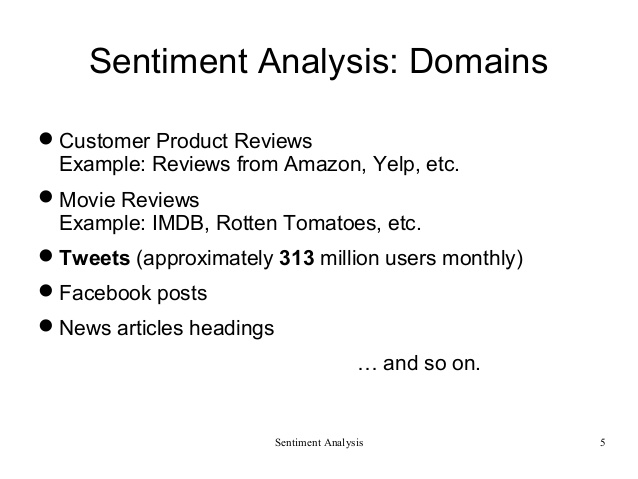 Sentiment Analysis: Domains
● Customer Product Reviews
Example: Reviews from Amazon, Yelp, etc.
● Movie Reviews
Example: IMDB, Rotten Tomatoes, etc.
● Tweets (approximately 313 million users monthly)
● Facebook posts
● News articles headings
… and so on.
Sentiment Analysis
5